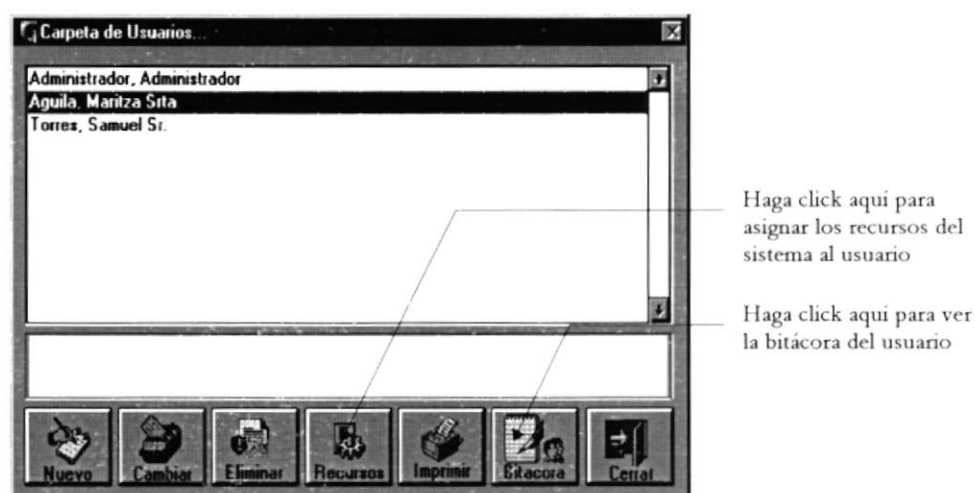 Carpeta de Usuarios...
Administrador, Administrador
Aguila, Maritza Srta
Torres, Samuel Sr.
Haga click aquí para
asignar los recursos del
sistema al usuario
Haga click aquí para ver
la bitácora del usuario
Nuevo
Cambiar
Eliminar
Recursos
Imprimir
Bitacora
Cerrar